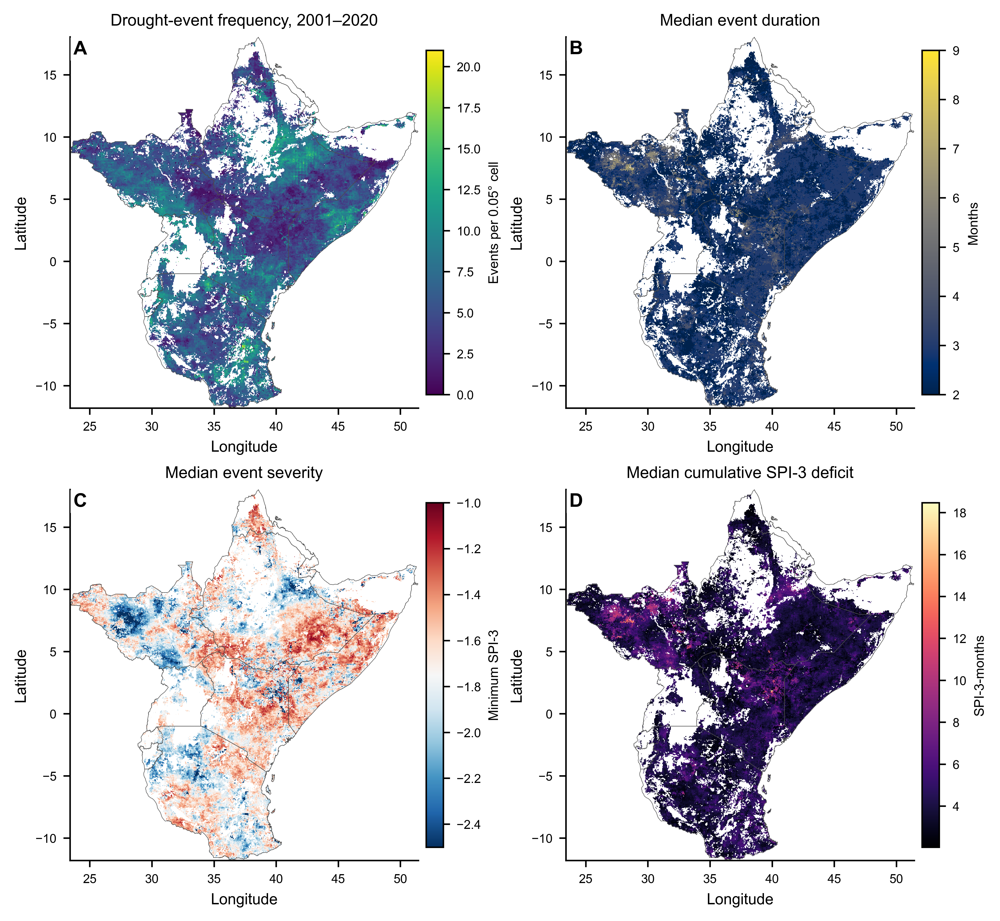 Drought-event frequency, 2001–2020
A
15
10
5
0
−5
−10
Latitude
25 30 35 40 45 50
Longitude
20.0
17.5
15.0
12.5
10.0
7.5
5.0
2.5
0.0
Events per 0.05° cell
Median event duration
B
15
10
5
0
−5
−10
Latitude
25 30 35 40 45 50
Longitude
9
8
7
6
5
4
3
2
Months
Median event severity
C
15
10
5
0
−5
−10
Latitude
25 30 35 40 45 50
Longitude
−1.0
−1.2
−1.4
−1.6
−1.8
−2.0
−2.2
−2.4
Minimum SPI-3
Median cumulative SPI-3 deficit
D
15
10
5
0
−5
−10
Latitude
25 30 35 40 45 50
Longitude
18
16
14
12
10
8
6
4
SPI-3-months